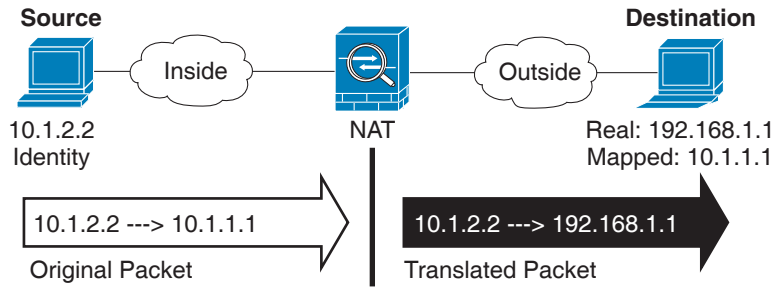 Source
Destination
Inside
Outside
10.1.2.2
Identity
NAT
Real: 192.168.1.1
Mapped: 10.1.1.1
10.1.2.2 ---> 10.1.1.1
10.1.2.2 ---> 192.168.1.1
Original Packet
Translated Packet